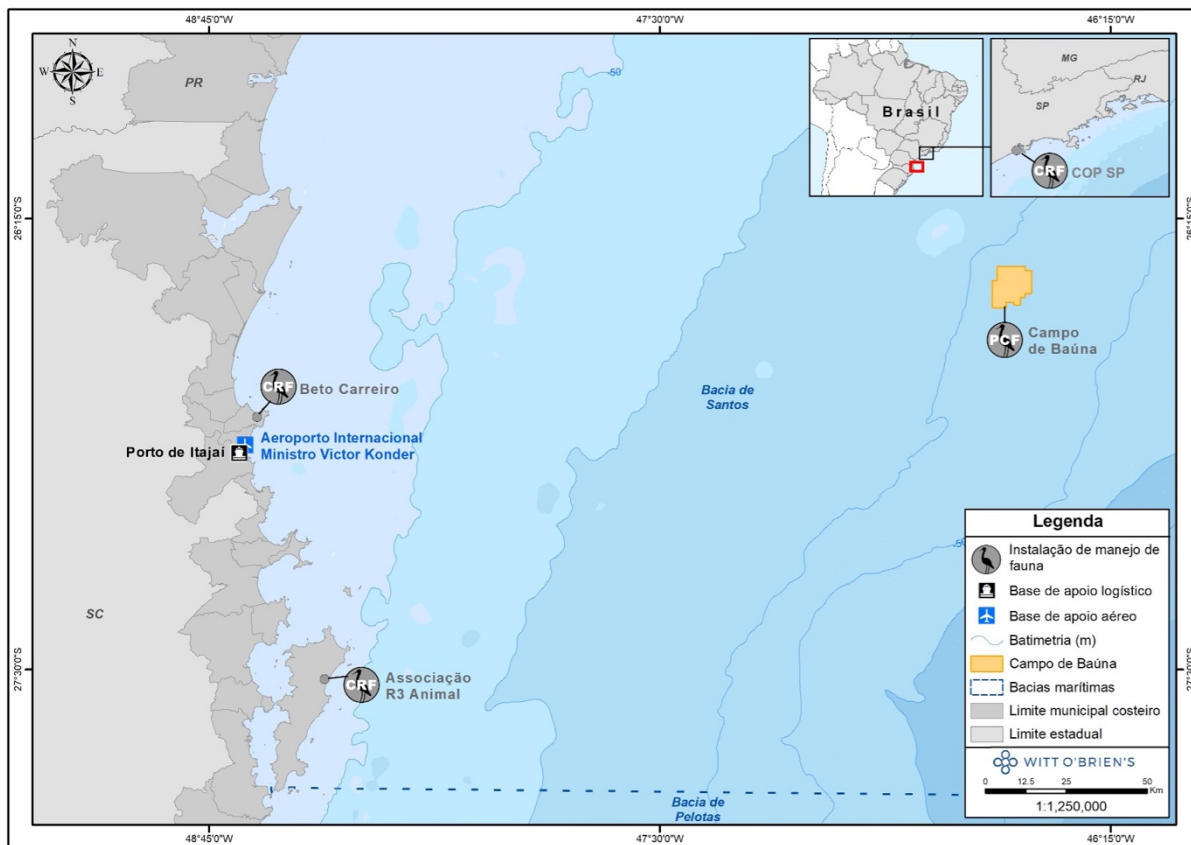 48°45'0"W
47°30'0"W
46°15'0"W
N
W
E
S
PR
-50
MG
RJ
SP
Brasil
CRF
COP SP
26°15'0"S
26°15'0"S
PCF
Campo
de Baúna
CRF
Beto Carreiro
Bacia de
Santos
Aeroporto Internacional
Ministro Victor Konder
Porto de Itajaí
SC
CRF
Associação
R3 Animal
27°30'0"S
27°30'0"S
Bacia de
Pelotas
Legenda
Instalação de manejo de
fauna
Base de apoio logístico
Base de apoio aéreo
Batimetria (m)
Campo de Baúna
Bacias marítimas
Limite municipal costeiro
Limite estadual
WITT O'BRIEN'S
0 12.5 25 50
Km
1:1,250,000
48°45'0"W
47°30'0"W
46°15'0"W